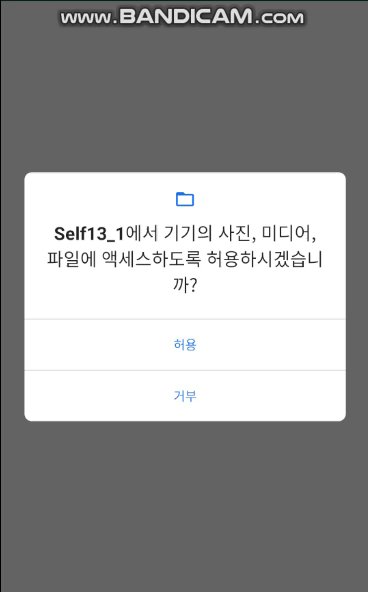 www.BANDICAM.com
Self13_1에서 기기의 사진, 미디어,
파일에 액세스하도록 허용하시겠습니
까?
허용
거부